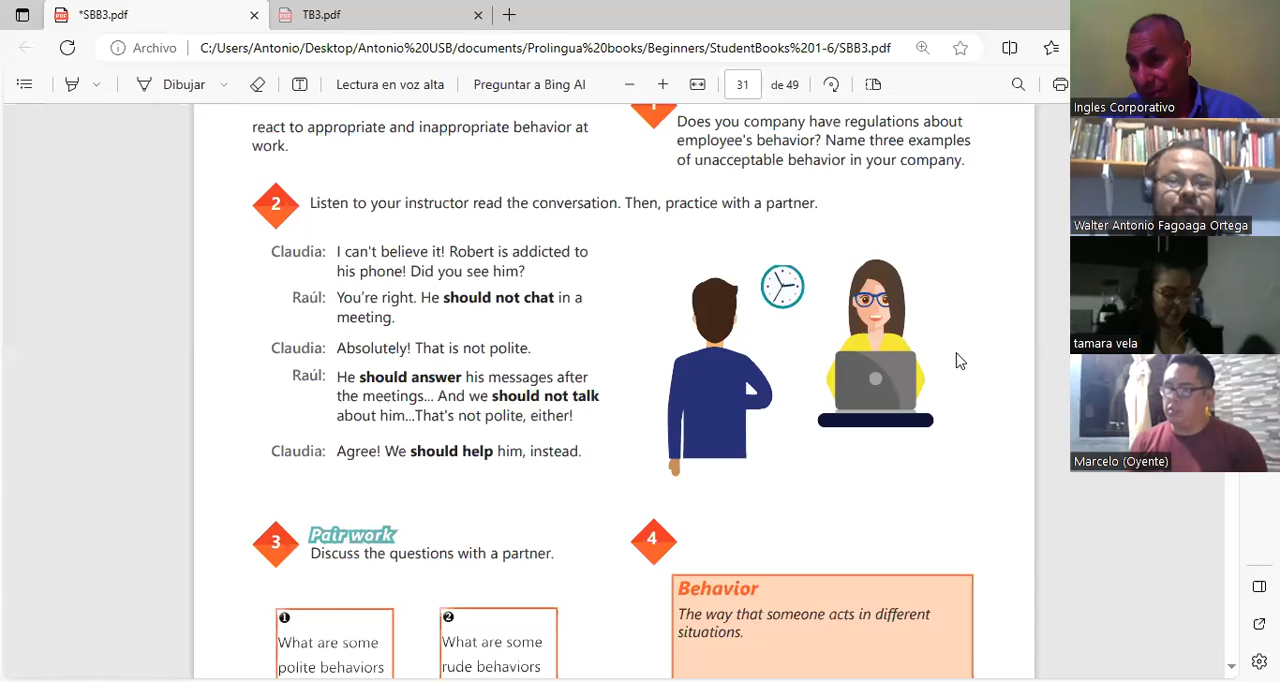 *SBB3.pdf
TB3.pdf
Archivo
C:/Users/Antonio/Desktop/Antonio%20USB/documents/Prolingua%20books/Beginners/StudentBooks%201-6/SBB3.pdf
Dibujar
Lectura en voz alta
Preguntar a Bing AI
31
de 49
react to appropriate and inappropriate behavior at
work.
1
Does you company have regulations about
employee's behavior? Name three examples
of unacceptable behavior in your company.
2
Listen to your instructor read the conversation. Then, practice with a partner.
Claudia: I can't believe it! Robert is addicted to
his phone! Did you see him?
Raúl: You're right. He should not chat in a
meeting.
Claudia: Absolutely! That is not polite.
Raúl: He should answer his messages after
the meetings... And we should not talk
about him...That's not polite, either!
Claudia: Agree! We should help him, instead.
3
Pair work
Discuss the questions with a partner.
1
What are some
polite behaviors
2
What are some
rude behaviors
4
Behavior
The way that someone acts in different
situations.
Ingles Corporativo
Walter Antonio Fagoaga Ortega
tamara vela
Marcelo (Oyente)